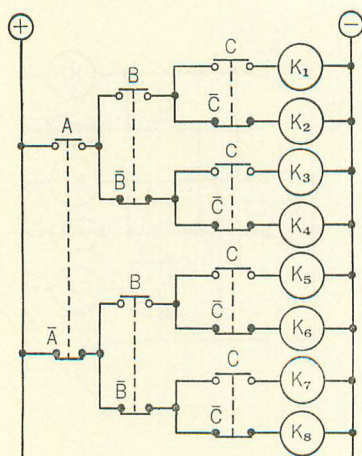 + −
C K₁
B
C̄ K₂
A
C K₃
B̄
C̄ K₄
C K₅
B
C̄ K₆
Ā
C K₇
B̄
C̄ K₈